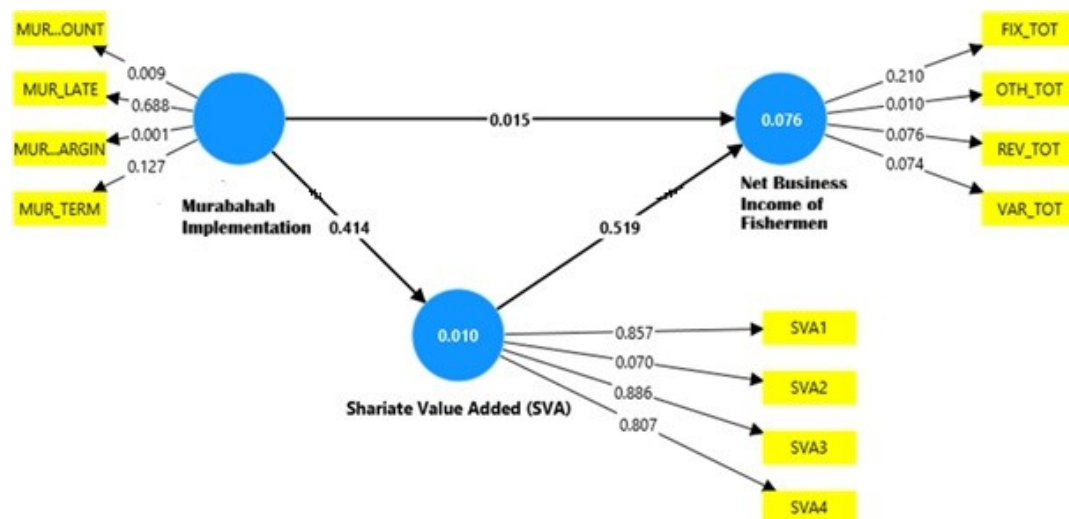 MUR...OUNT
MUR_LATE
MUR...ARGIN
MUR_TERM
0.009
0.688
0.001
0.127
Murabahah
Implementation
0.015
0.414
0.519
0.076
Net Business
Income of
Fishermen
0.210
0.010
0.076
0.074
FIX_TOT
OTH_TOT
REV_TOT
VAR_TOT
0.010
Shariate Value Added (SVA)
0.857
0.070
0.886
0.807
SVA1
SVA2
SVA3
SVA4